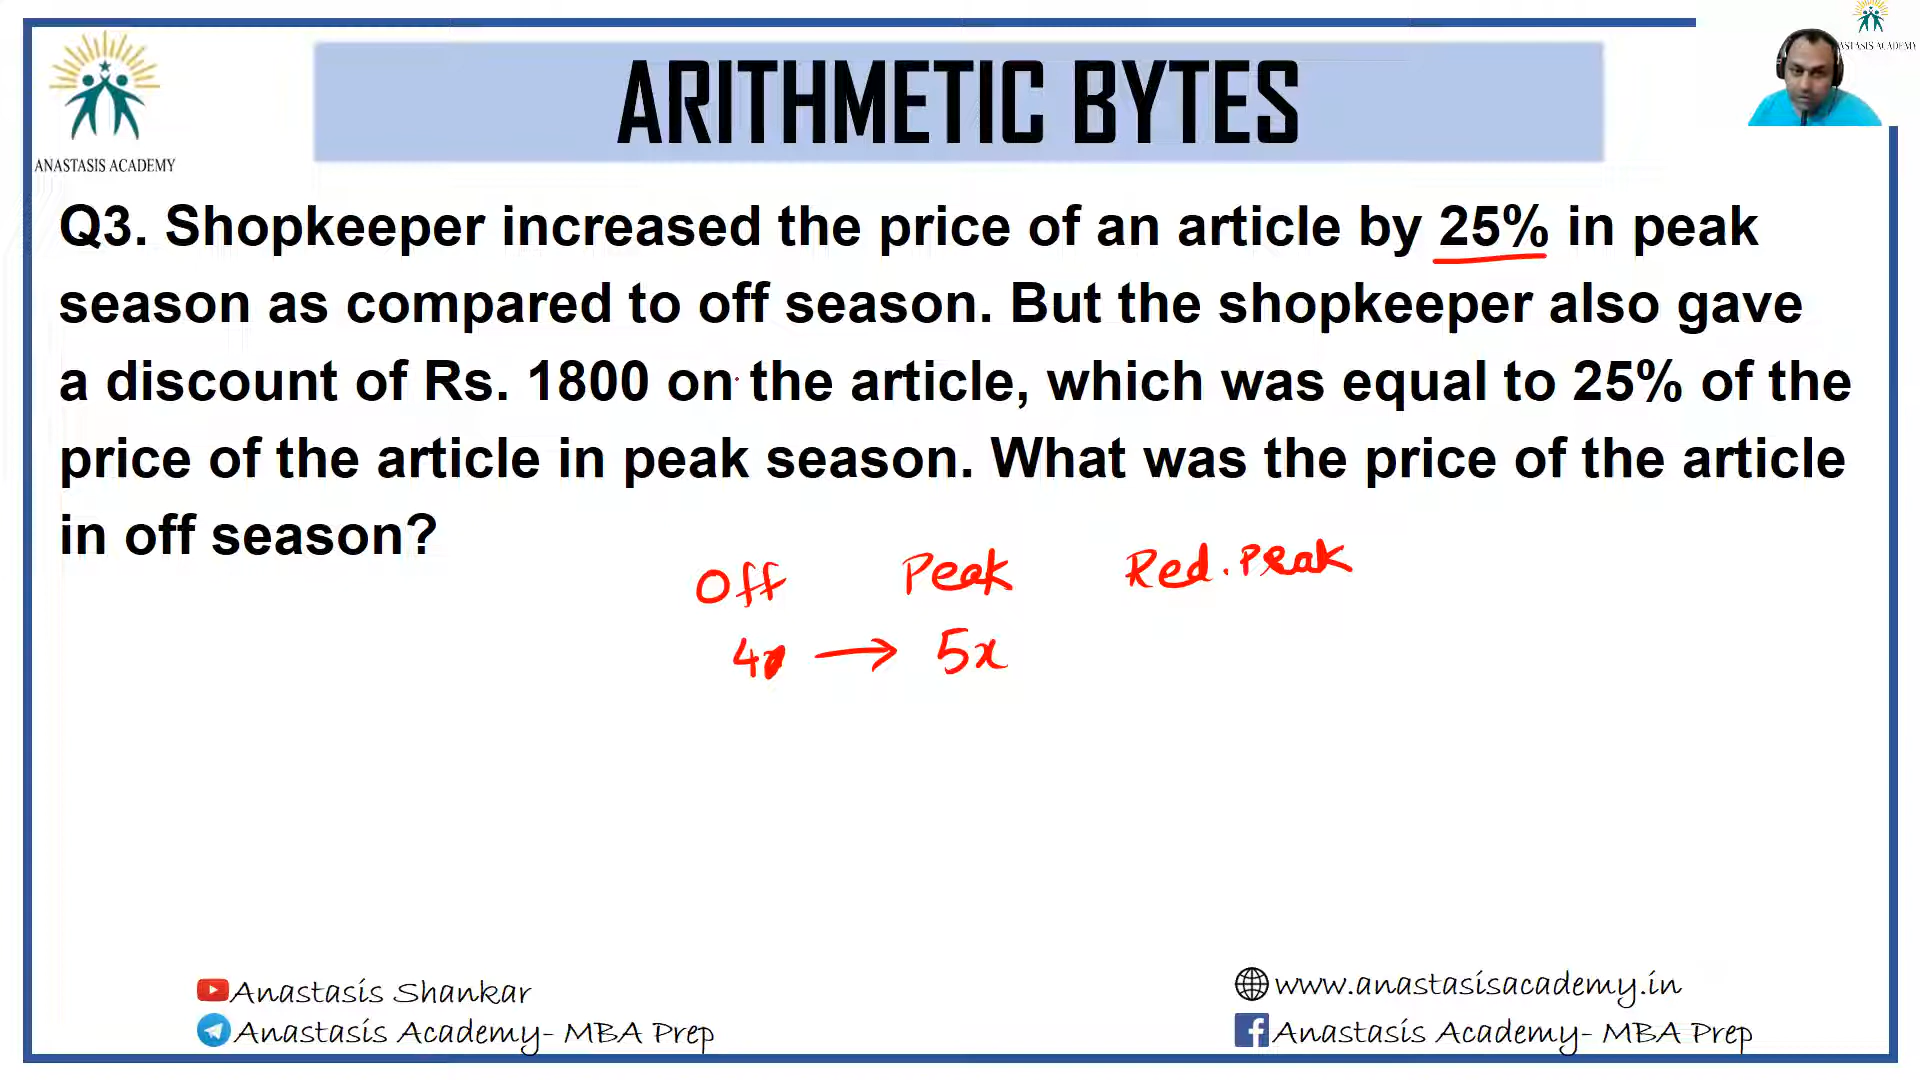 ARITHMETIC BYTES
ANASTASIS ACADEMY
ASTASIS ACADEMY
Q3. Shopkeeper increased the price of an article by 25% in peak
season as compared to off season. But the shopkeeper also gave
a discount of Rs. 1800 on the article, which was equal to 25% of the
price of the article in peak season. What was the price of the article
in off season?
Off Peak Red. Peak
4x → 5x
Anastasis Shankar
www.anastasisacademy.in
Anastasis Academy- MBA Prep
Anastasis Academy- MBA Prep